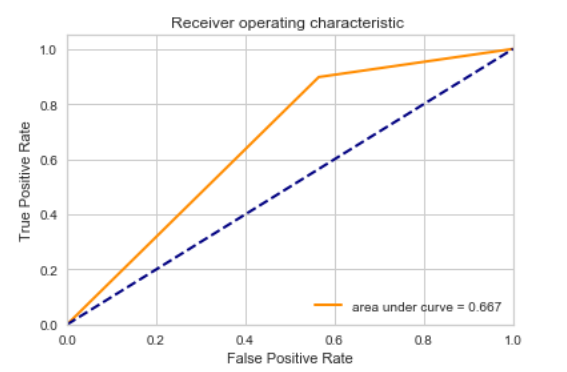 Receiver operating characteristic
1.0
0.8
0.6
0.4
0.2
0.0
True Positive Rate
area under curve = 0.667
0.0 0.2 0.4 0.6 0.8 1.0
False Positive Rate